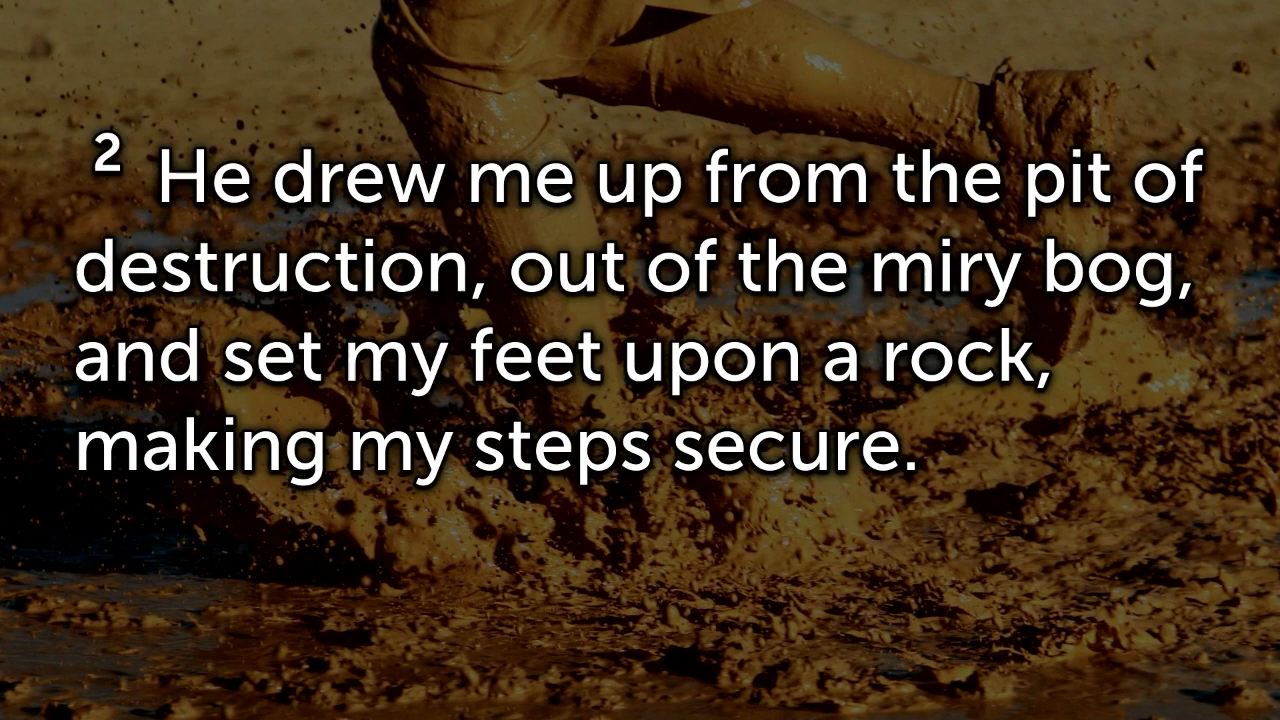 2 He drew me up from the pit of
destruction, out of the miry bog,
and set my feet upon a rock,
making my steps secure.